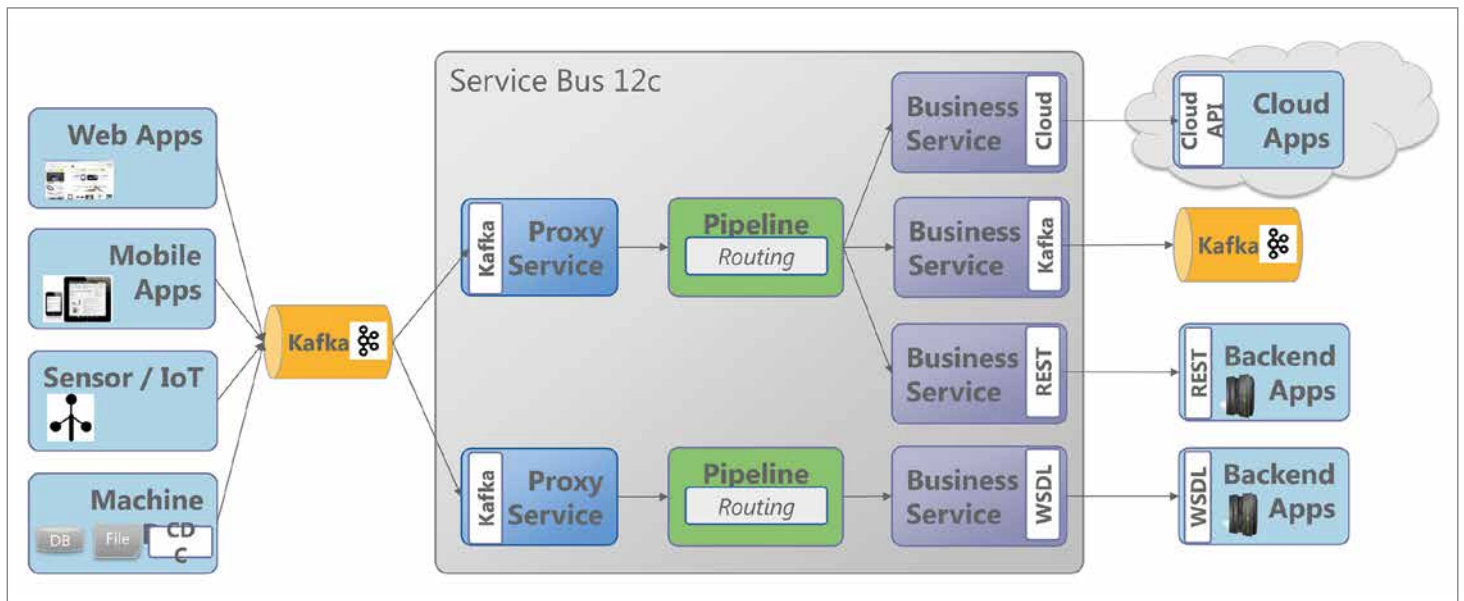 Service Bus 12c
Web Apps
Mobile
Apps
Sensor / IoT
Machine
DB
File
CD
C
Kafka
Kafka
Proxy
Service
Pipeline
Routing
Business
Service
Cloud
Business
Service
Kafka
Business
Service
REST
Kafka
Proxy
Service
Pipeline
Routing
Business
Service
WSDL
Cloud
API
Cloud
Apps
Kafka
REST
Backend
Apps
WSDL
Backend
Apps